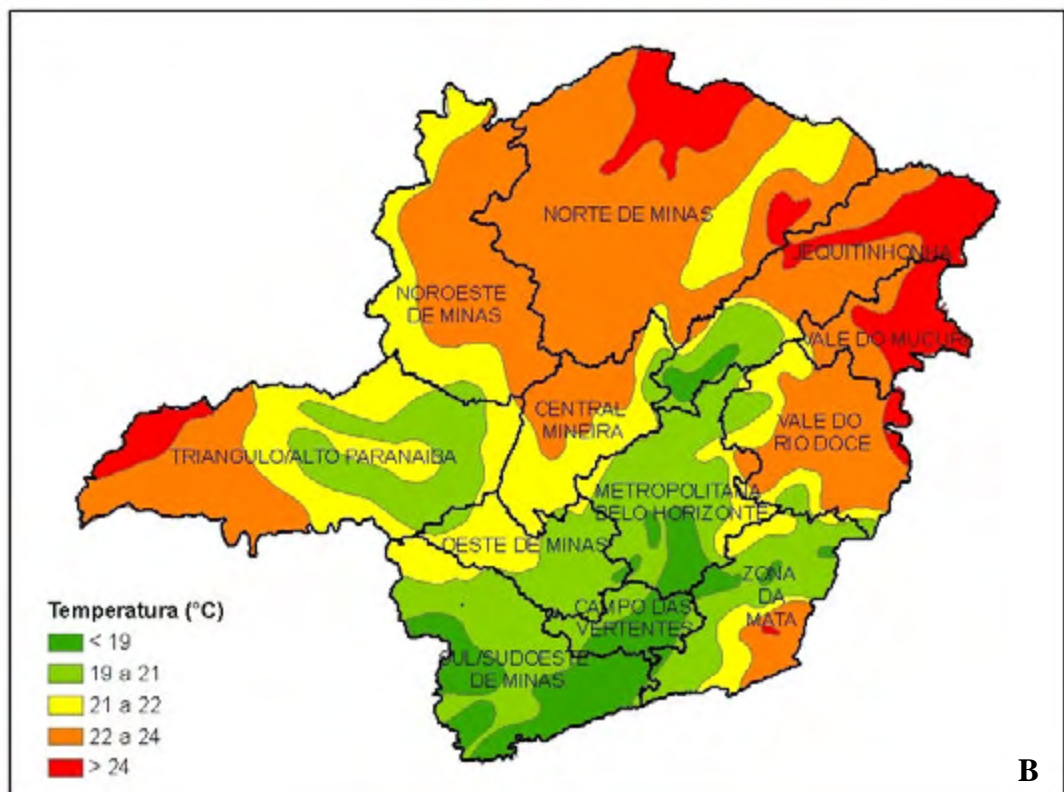 NORTE DE MINAS
JEQUITINHONHA
NOROESTE
DE MINAS
VALE DO MUCURI
CENTRAL
MINEIRA
VALE DO
RIO DOCE
TRIANGULO/ALTO PARANAIBA
METROPOLITANA
BELO HORIZONTE
OESTE DE MINAS
ZONA
DA
MATA
CAMPO DAS
VERTENTES
SUL/SUDOESTE
DE MINAS
Temperatura (°C)
< 19
19 a 21
21 a 22
22 a 24
> 24
B